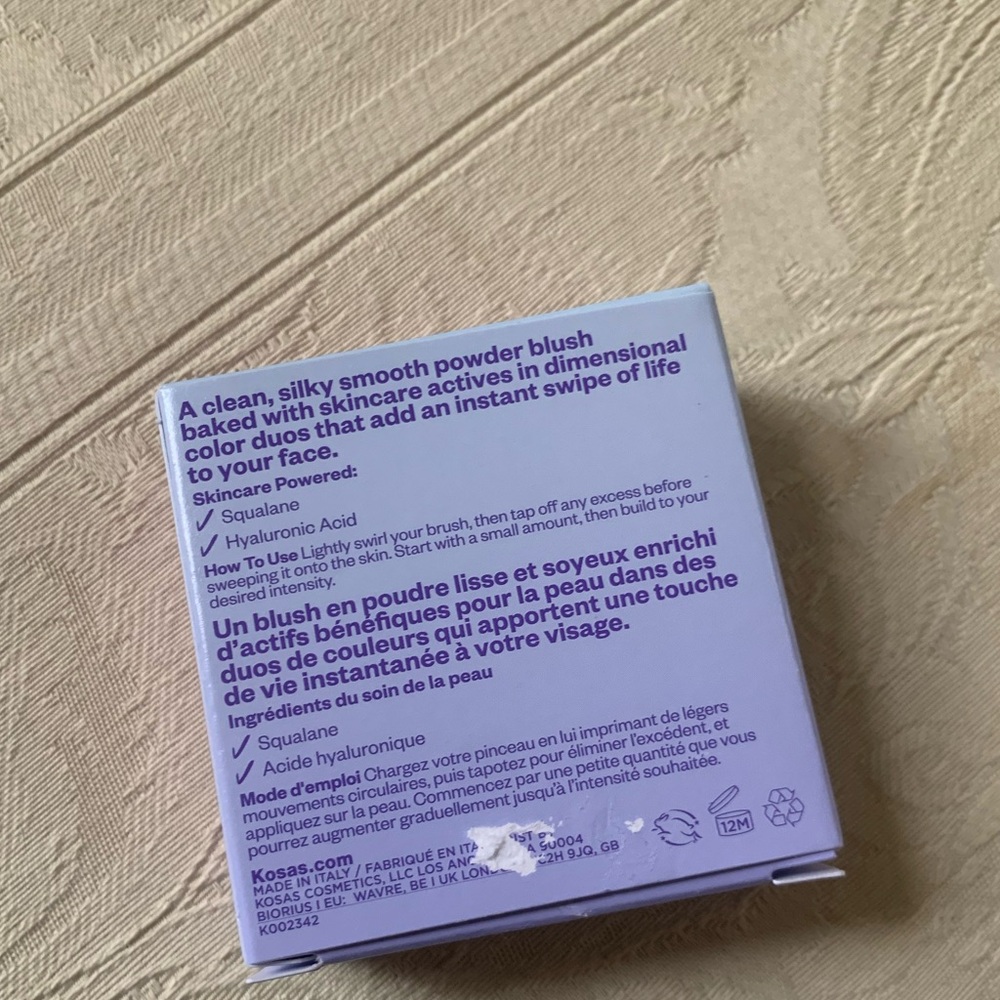 A clean, silky smooth powder blush
baked with skincare actives in dimensional
color duos that add an instant swipe of life
to your face.
Skincare Powered:
✓ Squalane
✓ Hyaluronic Acid
How To Use Lightly swirl your brush, then tap off any excess before
sweeping it onto the skin. Start with a small amount, then build to your
desired intensity.
Un blush en poudre lisse et soyeux enrichi
d'actifs bénéfiques pour la peau dans des
duos de couleurs qui apportent une touche
de vie instantanée à votre visage.
Ingrédients du soin de la peau
✓ Squalane
✓ Acide hyaluronique
Mode d'emploi Chargez votre pinceau en lui imprimant de légers
mouvements circulaires, puis tapotez pour éliminer l'excédent, et
appliquez sur la peau. Commencez par une petite quantité que vous
pourrez augmenter graduellement jusqu'à l'intensité souhaitée.
12M
Kosas.com
MADE IN ITALY / FABRIQUÉ EN
KOSAS COSMETICS, LLC LOS 90004
BIORIUS | EU: WAVRE, BE | UK 9JQ, GB
K002342